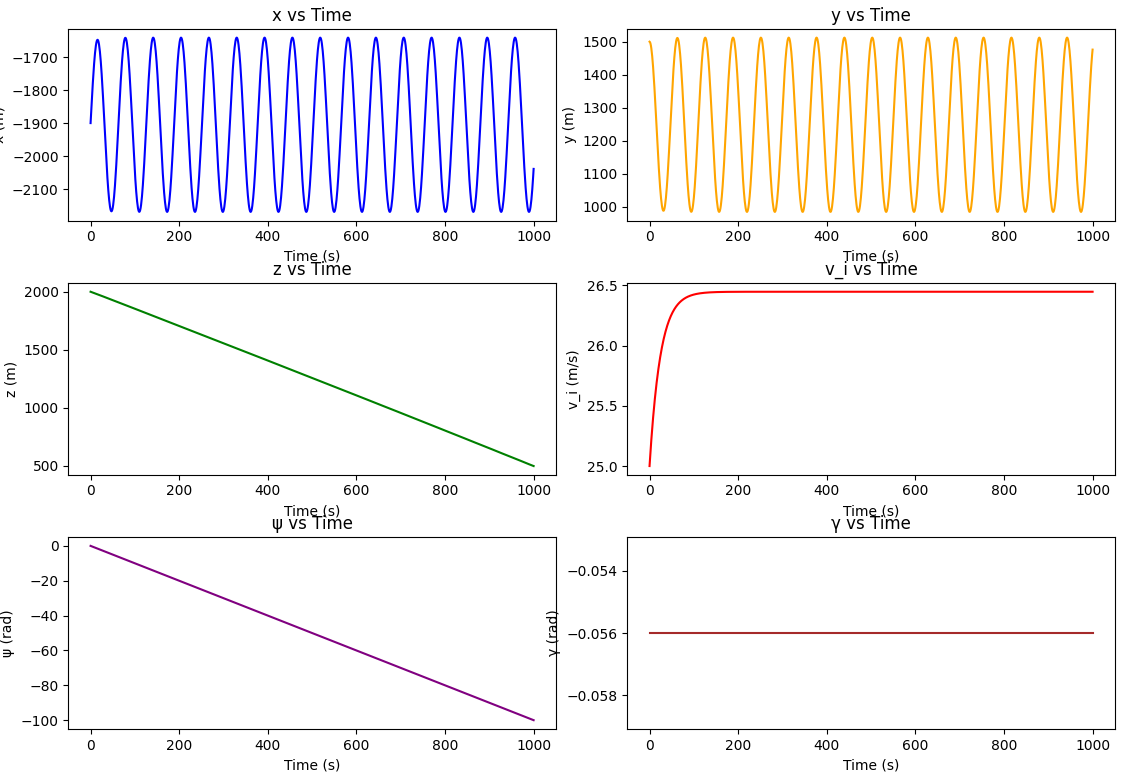 x vs Time
x (m)
−1700
−1800
−1900
−2000
−2100
0 200 400 600 800 1000
Time (s)
y vs Time
y (m)
1500
1400
1300
1200
1100
1000
0 200 400 600 800 1000
Time (s)
z vs Time
z (m)
2000
1500
1000
500
0 200 400 600 800 1000
Time (s)
v_i vs Time
v_i (m/s)
26.5
26.0
25.5
25.0
0 200 400 600 800 1000
Time (s)
ψ vs Time
ψ (rad)
0
−20
−40
−60
−80
−100
0 200 400 600 800 1000
Time (s)
γ vs Time
γ (rad)
−0.054
−0.056
−0.058
0 200 400 600 800 1000
Time (s)